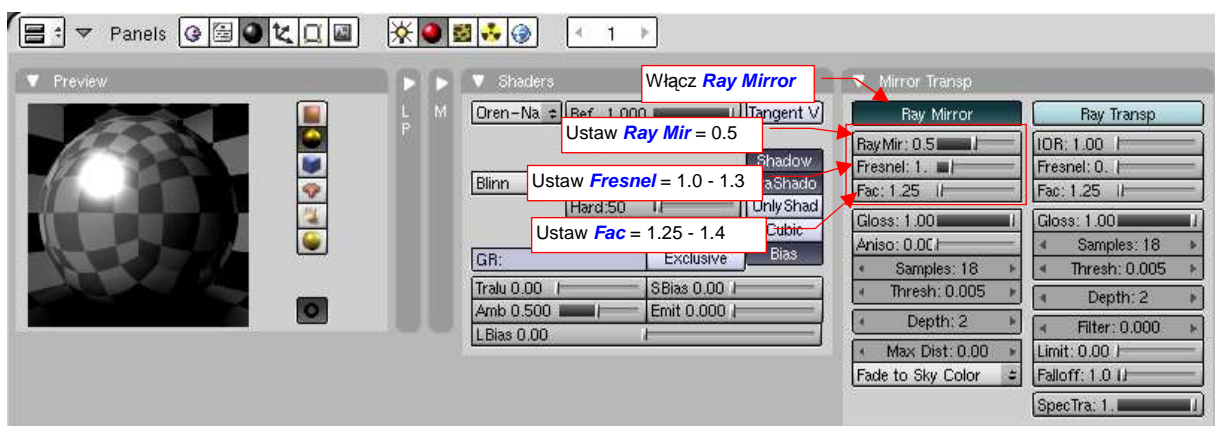 Panels
1
Preview
L
P
M
Shaders
Oren-Na
Ref 1.000
Tangent V
Shadow
Blinn
aShado
Hard:50
Only Shad
Cubic
GR:
Exclusive
Bias
Tralu 0.00
SBias 0.00
Amb 0.500
Emit 0.000
LBias 0.00
Włącz Ray Mirror
Ustaw Ray Mir = 0.5
Ustaw Fresnel = 1.0 - 1.3
Ustaw Fac = 1.25 - 1.4
Mirror Transp
Ray Mirror
RayMir: 0.5
Fresnel: 1.
Fac: 1.25
Gloss: 1.00
Aniso: 0.00
Samples: 18
Thresh: 0.005
Depth: 2
Max Dist: 0.00
Fade to Sky Color
Ray Transp
IOR: 1.00
Fresnel: 0.
Fac: 1.25
Gloss: 1.00
Samples: 18
Thresh: 0.005
Depth: 2
Filter: 0.000
Limit: 0.00
Falloff: 1.0
SpecTra: 1.